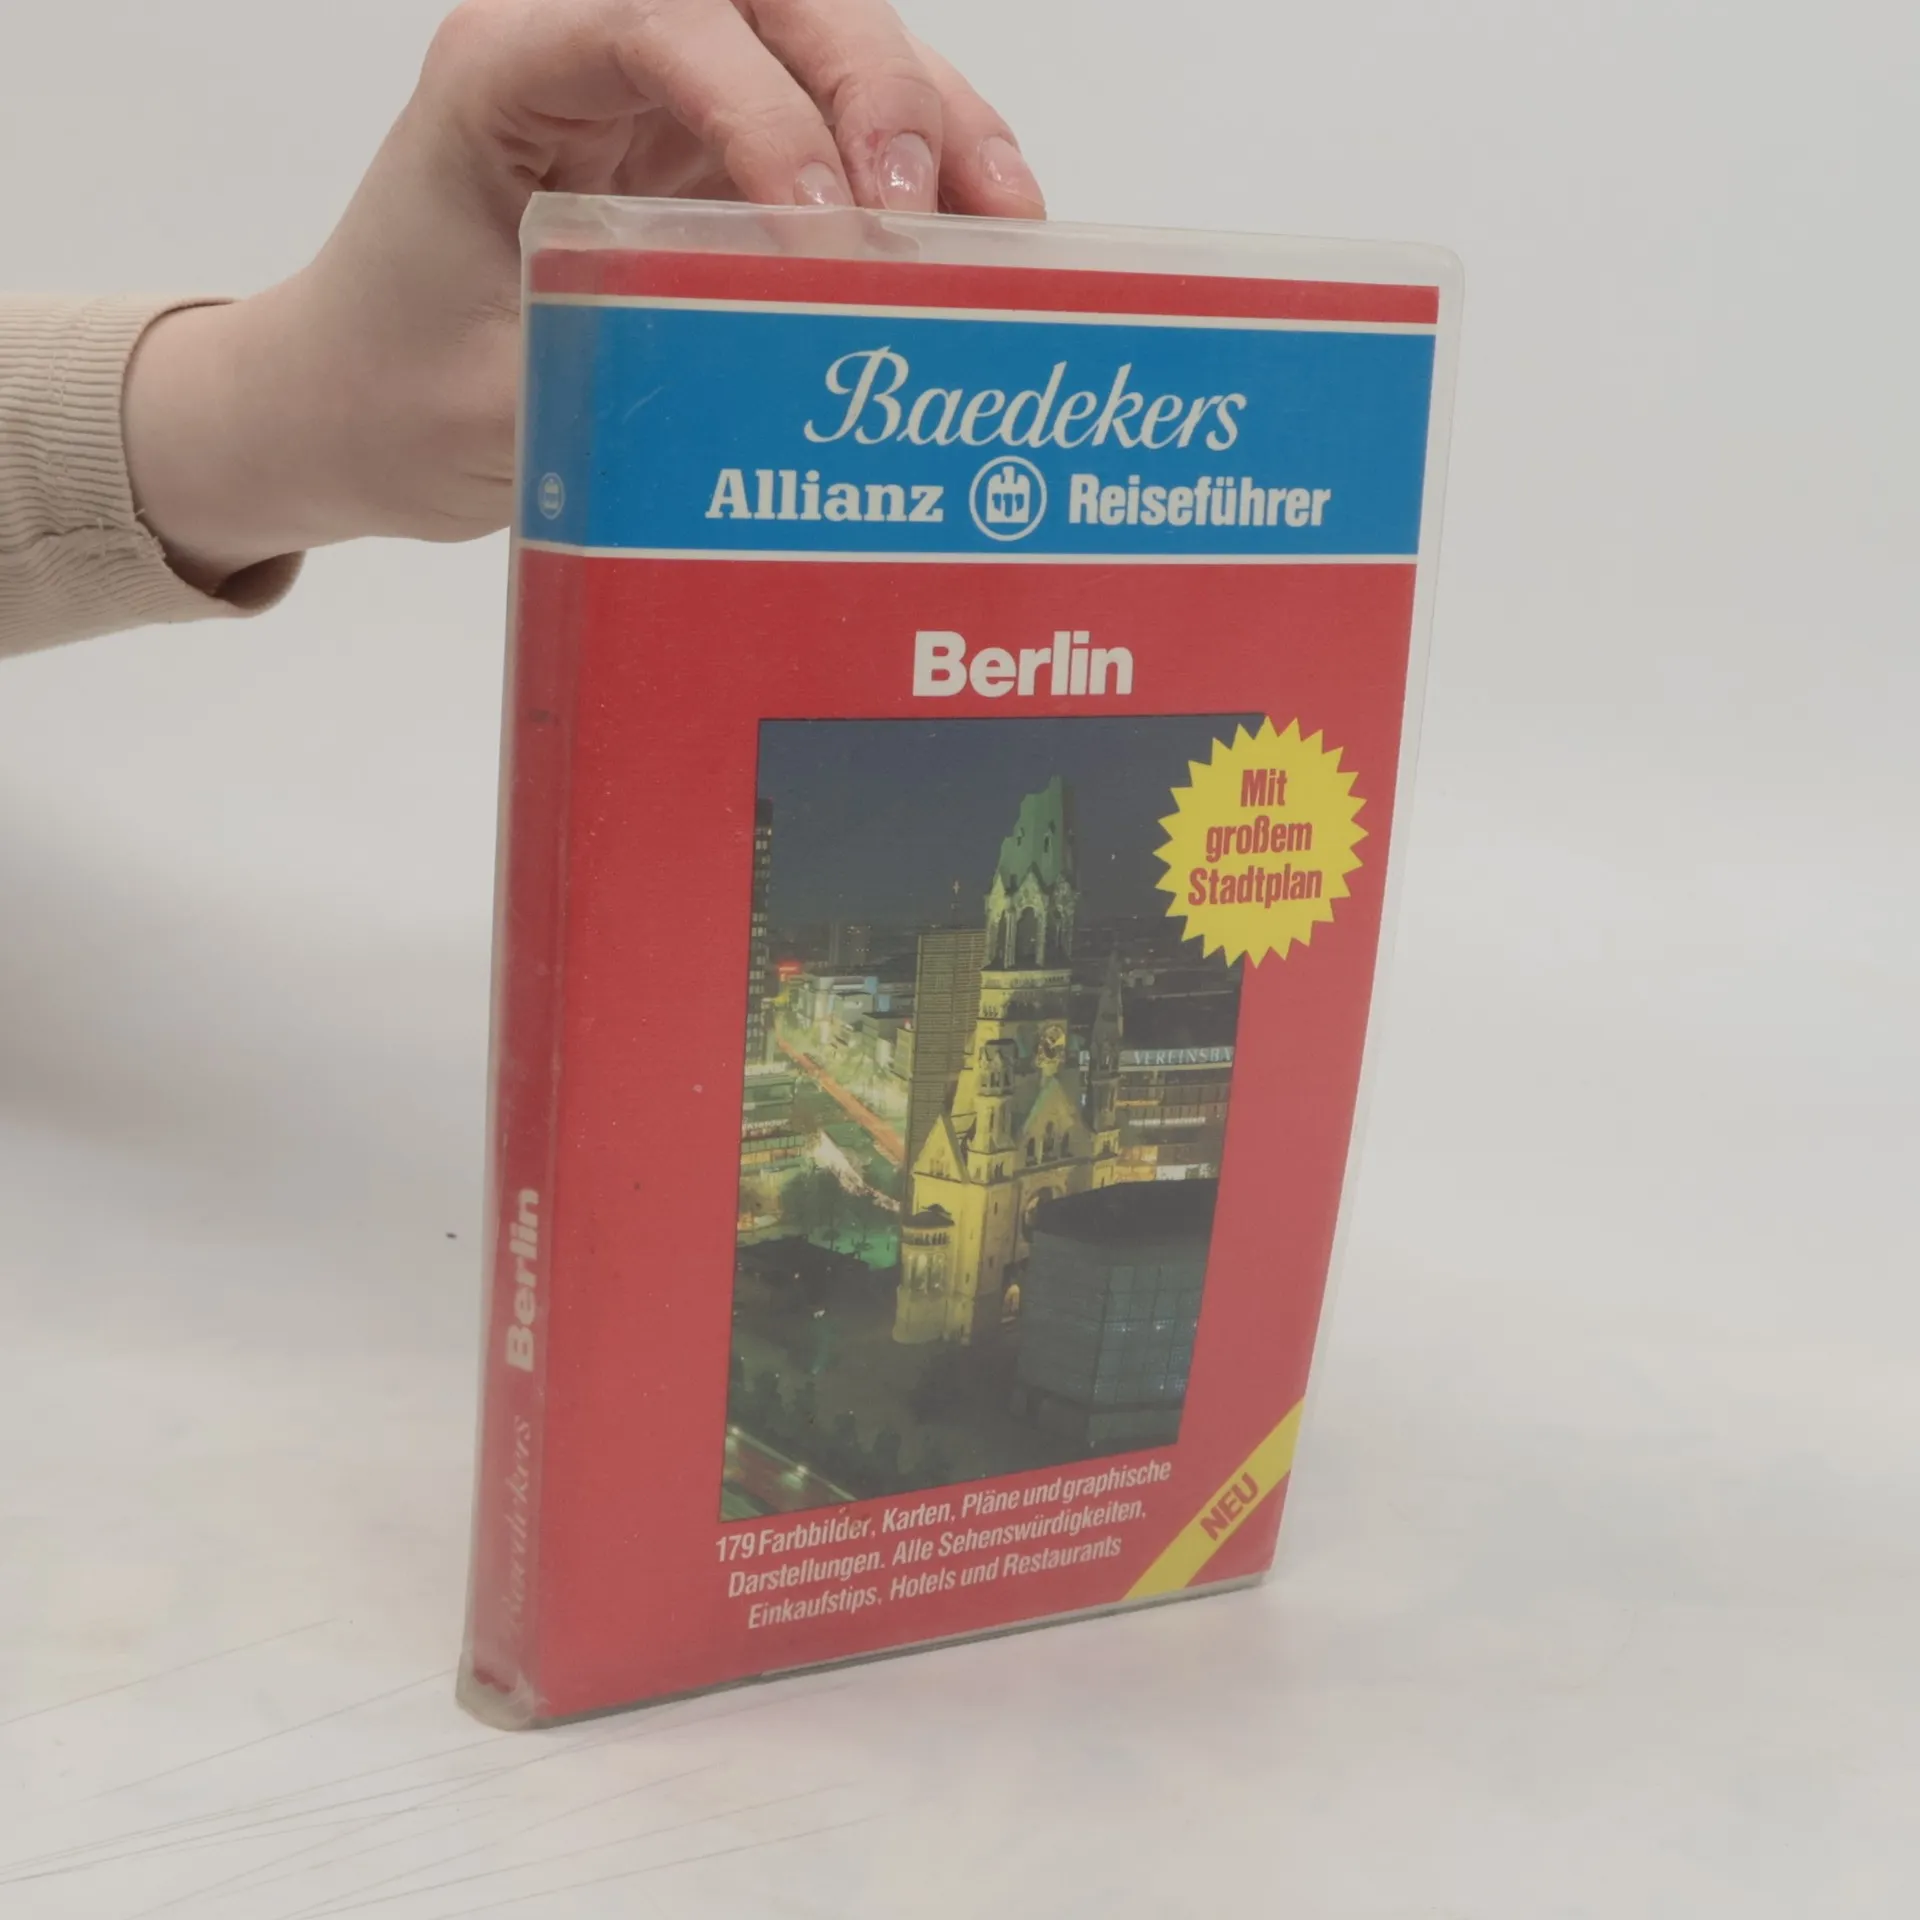 Baedekers
Allianz Reiseführer
Berlin
Mit
großem
Stadtplan
VEREINSBA
179 Farbbilder, Karten, Pläne und graphische
Darstellungen. Alle Sehenswürdigkeiten,
Einkaufstips, Hotels und Restaurants
NEU
Baedekers Berlin